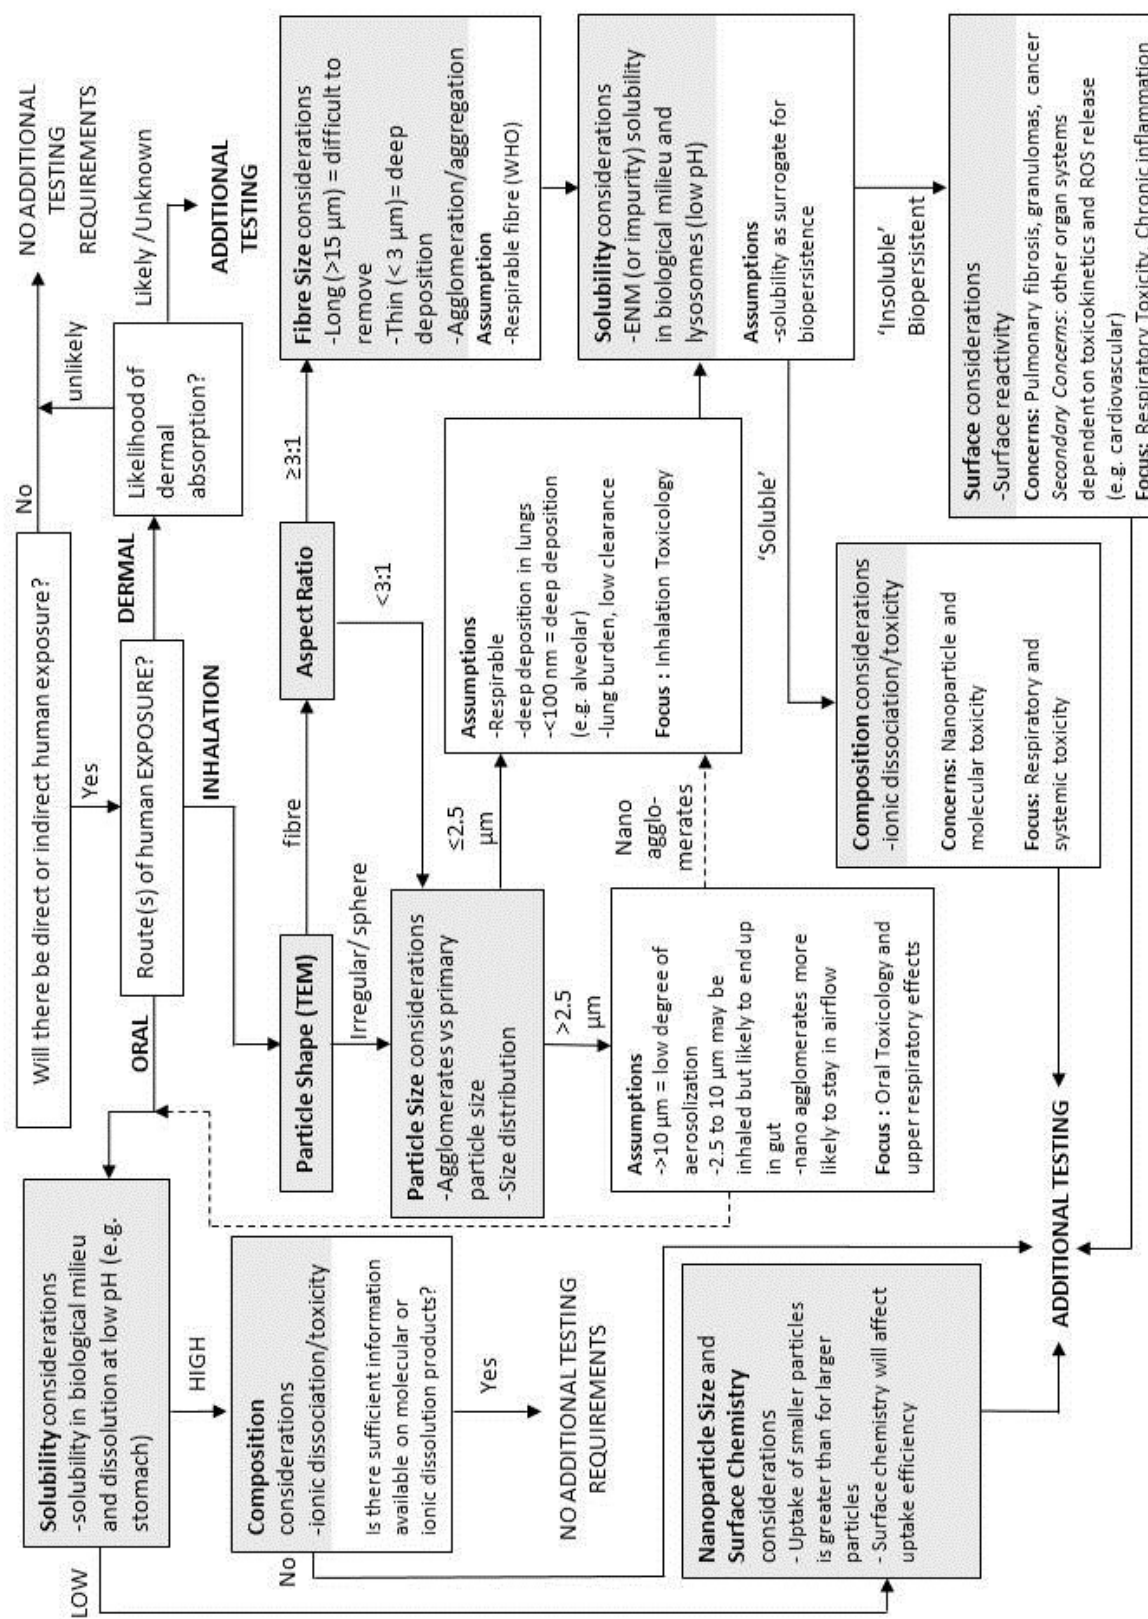 Will there be direct or indirect human exposure?
No
NO ADDITIONAL
TESTING
REQUIREMENTS
Yes
Route(s) of human EXPOSURE?
ORAL
INHALATION
DERMAL
Likelihood of
dermal
absorption?
unlikely
Likely /Unknown
ADDITIONAL
TESTING
Solubility considerations
-solubility in biological milieu
and dissolution at low pH (e.g.
stomach)
LOW
HIGH
Composition
considerations
-ionic dissociation/toxicity
Is there sufficient information
available on molecular or
ionic dissolution products?
No
Yes
NO ADDITIONAL TESTING
REQUIREMENTS
Nanoparticle Size and
Surface Chemistry
considerations
- Uptake of smaller particles
is greater than for larger
particles
- Surface chemistry will affect
uptake efficiency
Particle Shape (TEM)
fibre
Irregular/ sphere
Aspect Ratio
≥3:1
<3:1
Fibre Size considerations
-Long (>15 μm) = difficult to
remove
-Thin (< 3 μm)= deep
deposition
-Agglomeration/aggregation
Assumption
-Respirable fibre (WHO)
Particle Size considerations
-Agglomerates vs primary
particle size
-Size distribution
≤2.5
μm
>2.5
μm
Assumptions
-Respirable
-deep deposition in lungs
-<100 nm = deep deposition
(e.g. alveolar)
-lung burden, low clearance
Focus : Inhalation Toxicology
Nano
agglo-
merates
Assumptions
->10 μm = low degree of
aerosolization
-2.5 to 10 μm may be
inhaled but likely to end up
in gut
-nano agglomerates more
likely to stay in airflow
Focus : Oral Toxicology and
upper respiratory effects
Solubility considerations
-ENM (or impurity) solubility
in biological milieu and
lysosomes (low pH)
Assumptions
-solubility as surrogate for
biopersistence
'Soluble'
'Insoluble'
Biopersistent
Composition considerations
-ionic dissociation/toxicity
Concerns: Nanoparticle and
molecular toxicity
Focus: Respiratory and
systemic toxicity
Surface considerations
-Surface reactivity
Concerns: Pulmonary fibrosis, granulomas, cancer
Secondary Concerns: other organ systems
dependent on toxicokinetics and ROS release
(e.g. cardiovascular)
Focus: Respiratory Toxicity, Chronic inflammation
ADDITIONAL TESTING